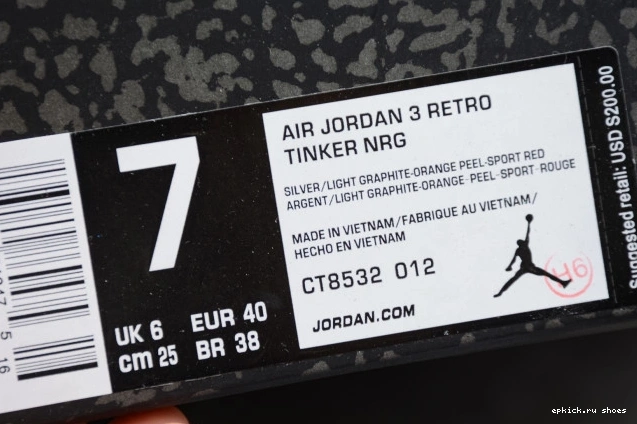 7
UK 6 EUR 40
cm 25 BR 38
AIR JORDAN 3 RETRO
TINKER NRG
SILVER/LIGHT GRAPHITE-ORANGE PEEL-SPORT RED
ARGENT/LIGHT GRAPHITE-ORANGE PEEL-SPORT-ROUGE
MADE IN VIETNAM/FABRIQUE AU VIETNAM/
HECHO EN VIETNAM
CT8532 012
JORDAN.COM
H6
Suggested retail: USD $200.00
epkick.ru shoes